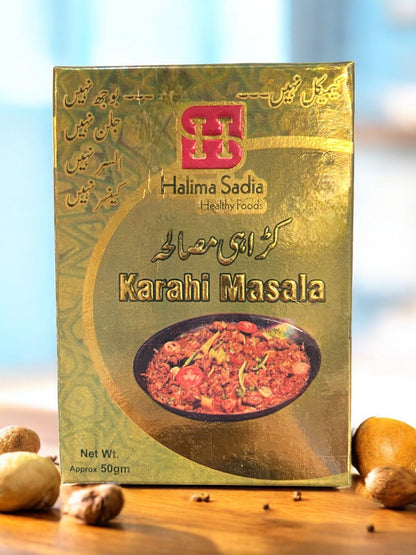 کیمیکل نہیں --- --- بوجھ نہیں
جلن نہیں
السر نہیں
کینسر نہیں
HS
Halima Sadia
Healthy Foods
کڑاہی مصالحہ
Karahi Masala
Net Wt.
Approx 50gm